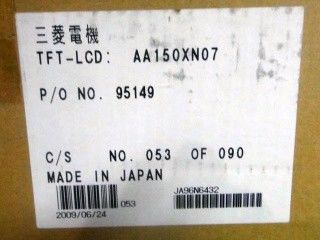 三菱電機
TFT-LCD: AA150XN07
P/O NO. 95149
C/S NO. 053 OF 090
MADE IN JAPAN
JA96N6432
053
2009/06/24